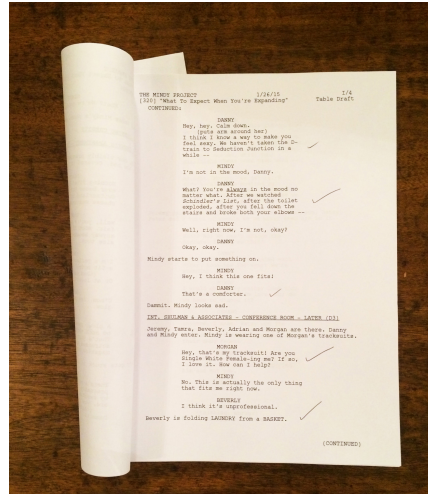 THE MINDY PROJECT 1/26/15 1/4
[320] "What To Expect When You're Expanding" Table Draft
CONTINUED:
DANNY
Hey, hey. Calm down.
(puts arm around her)
I think I know a way to make you
feel sexy. We haven't taken the D-
train to Seduction Junction in a
while --
MINDY
I'm not in the mood, Danny.
DANNY
What? You're always in the mood no
matter what. After we watched
Schindler's List, after the toilet
exploded, after you fell down the
stairs and broke both your elbows --
MINDY
Well, right now, I'm not, okay?
DANNY
Okay, okay.
Mindy starts to put something on.
MINDY
Hey, I think this one fits!
DANNY
That's a comforter.
Dammit. Mindy looks sad.
INT. SHULMAN & ASSOCIATES - CONFERENCE ROOM - LATER (D2)
Jeremy, Tamra, Beverly, Adrian and Morgan are there. Danny
and Mindy enter. Mindy is wearing one of Morgan's tracksuits.
MORGAN
Hey, that's my tracksuit! Are you
Single White Female-ing me? If so,
I love it. How can I help?
MINDY
No. This is actually the only thing
that fits me right now.
BEVERLY
I think it's unprofessional.
Beverly is folding LAUNDRY from a BASKET.
(CONTINUED)